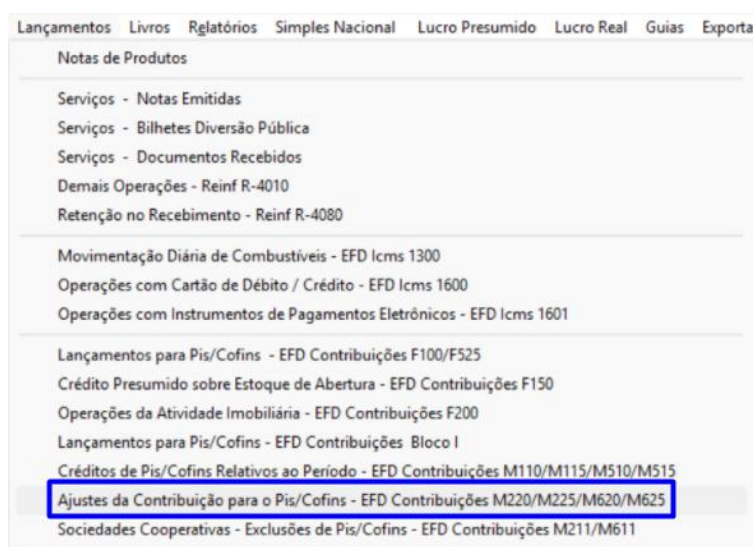 Lançamentos Livros Relatórios Simples Nacional Lucro Presumido Lucro Real Guias Exporta
Notas de Produtos
Serviços - Notas Emitidas
Serviços - Bilhetes Diversão Pública
Serviços - Documentos Recebidos
Demais Operações - Reinf R-4010
Retenção no Recebimento - Reinf R-4080
Movimentação Diária de Combustíveis - EFD Icms 1300
Operações com Cartão de Débito / Crédito - EFD Icms 1600
Operações com Instrumentos de Pagamentos Eletrônicos - EFD Icms 1601
Lançamentos para Pis/Cofins - EFD Contribuições F100/F525
Crédito Presumido sobre Estoque de Abertura - EFD Contribuições F150
Operações da Atividade Imobiliária - EFD Contribuições F200
Lançamentos para Pis/Cofins - EFD Contribuições Bloco I
Créditos de Pis/Cofins Relativos ao Período - EFD Contribuições M110/M115/M510/M515
Ajustes da Contribuição para o Pis/Cofins - EFD Contribuições M220/M225/M620/M625
Sociedades Cooperativas - Exclusões de Pis/Cofins - EFD Contribuições M211/M611